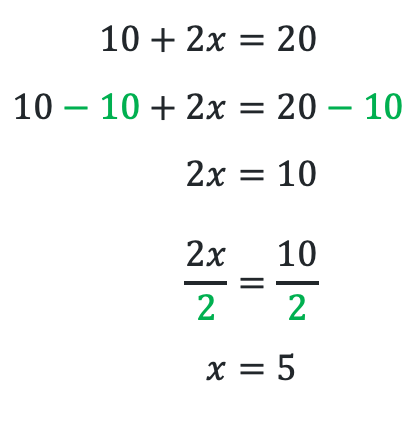 10 + 2x = 20
10 − 10 + 2x = 20 − 10
2x = 10
2x/2 = 10/2
x = 5